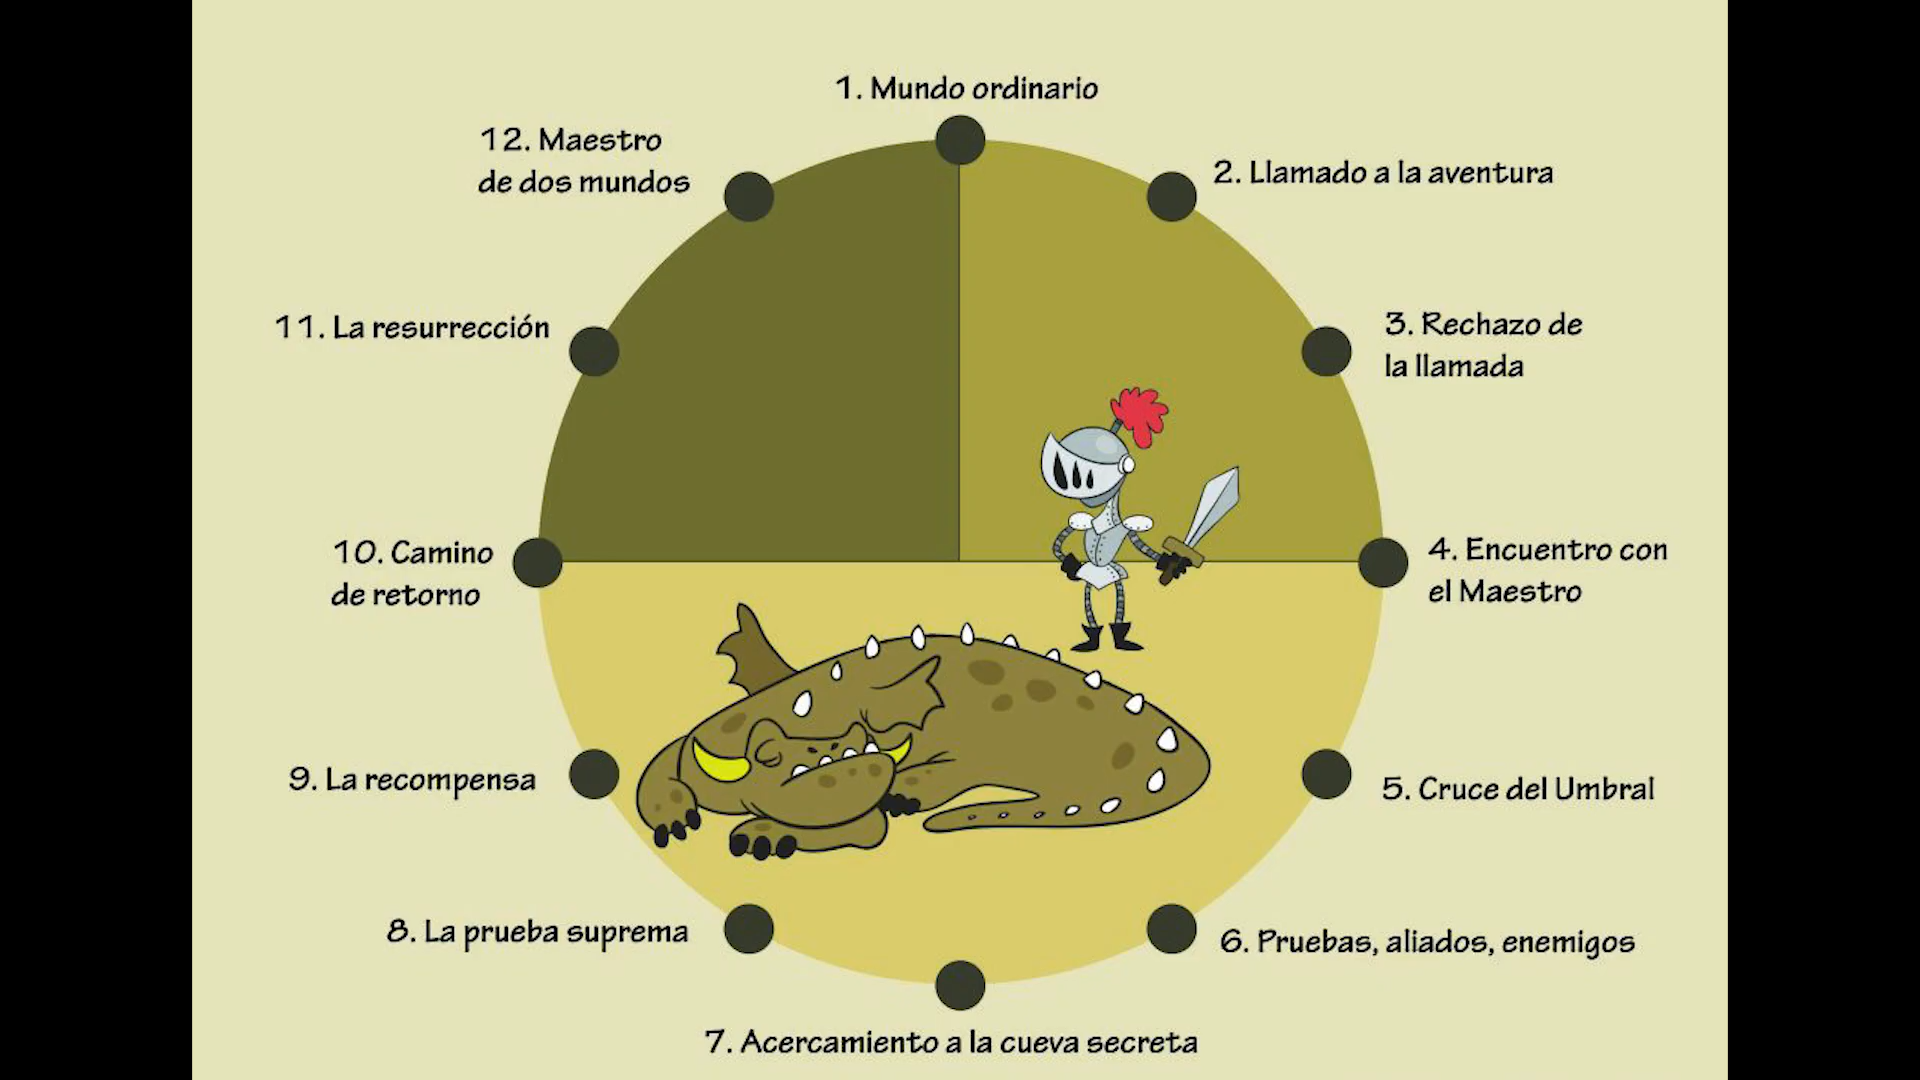 1. Mundo ordinario
2. Llamado a la aventura
3. Rechazo de
la llamada
4. Encuentro con
el Maestro
5. Cruce del Umbral
6. Pruebas, aliados, enemigos
7. Acercamiento a la cueva secreta
8. La prueba suprema
9. La recompensa
10. Camino
de retorno
11. La resurrección
12. Maestro
de dos mundos